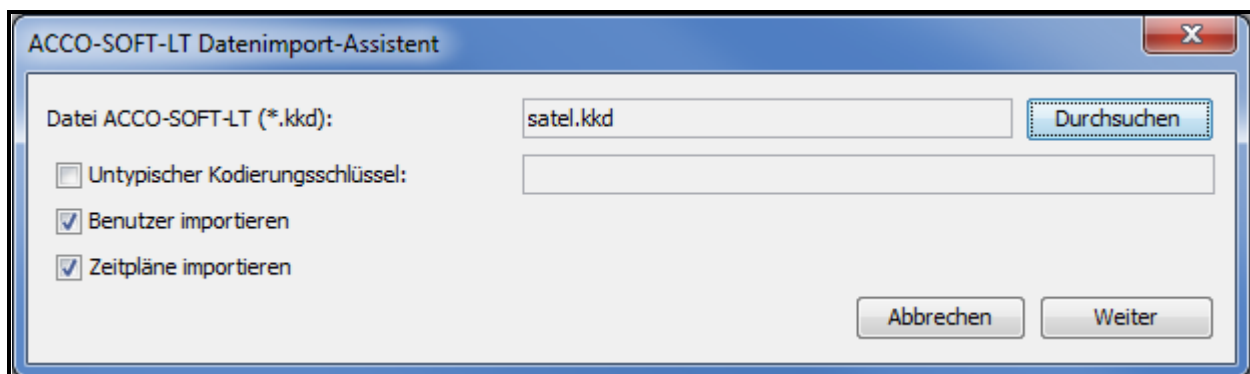 ACCO-SOFT-LT Datenimport-Assistent
Datei ACCO-SOFT-LT (*.kkd): satel.kkd Durchsuchen
Untypischer Kodierungsschlüssel:
Benutzer importieren
Zeitpläne importieren
Abbrechen Weiter